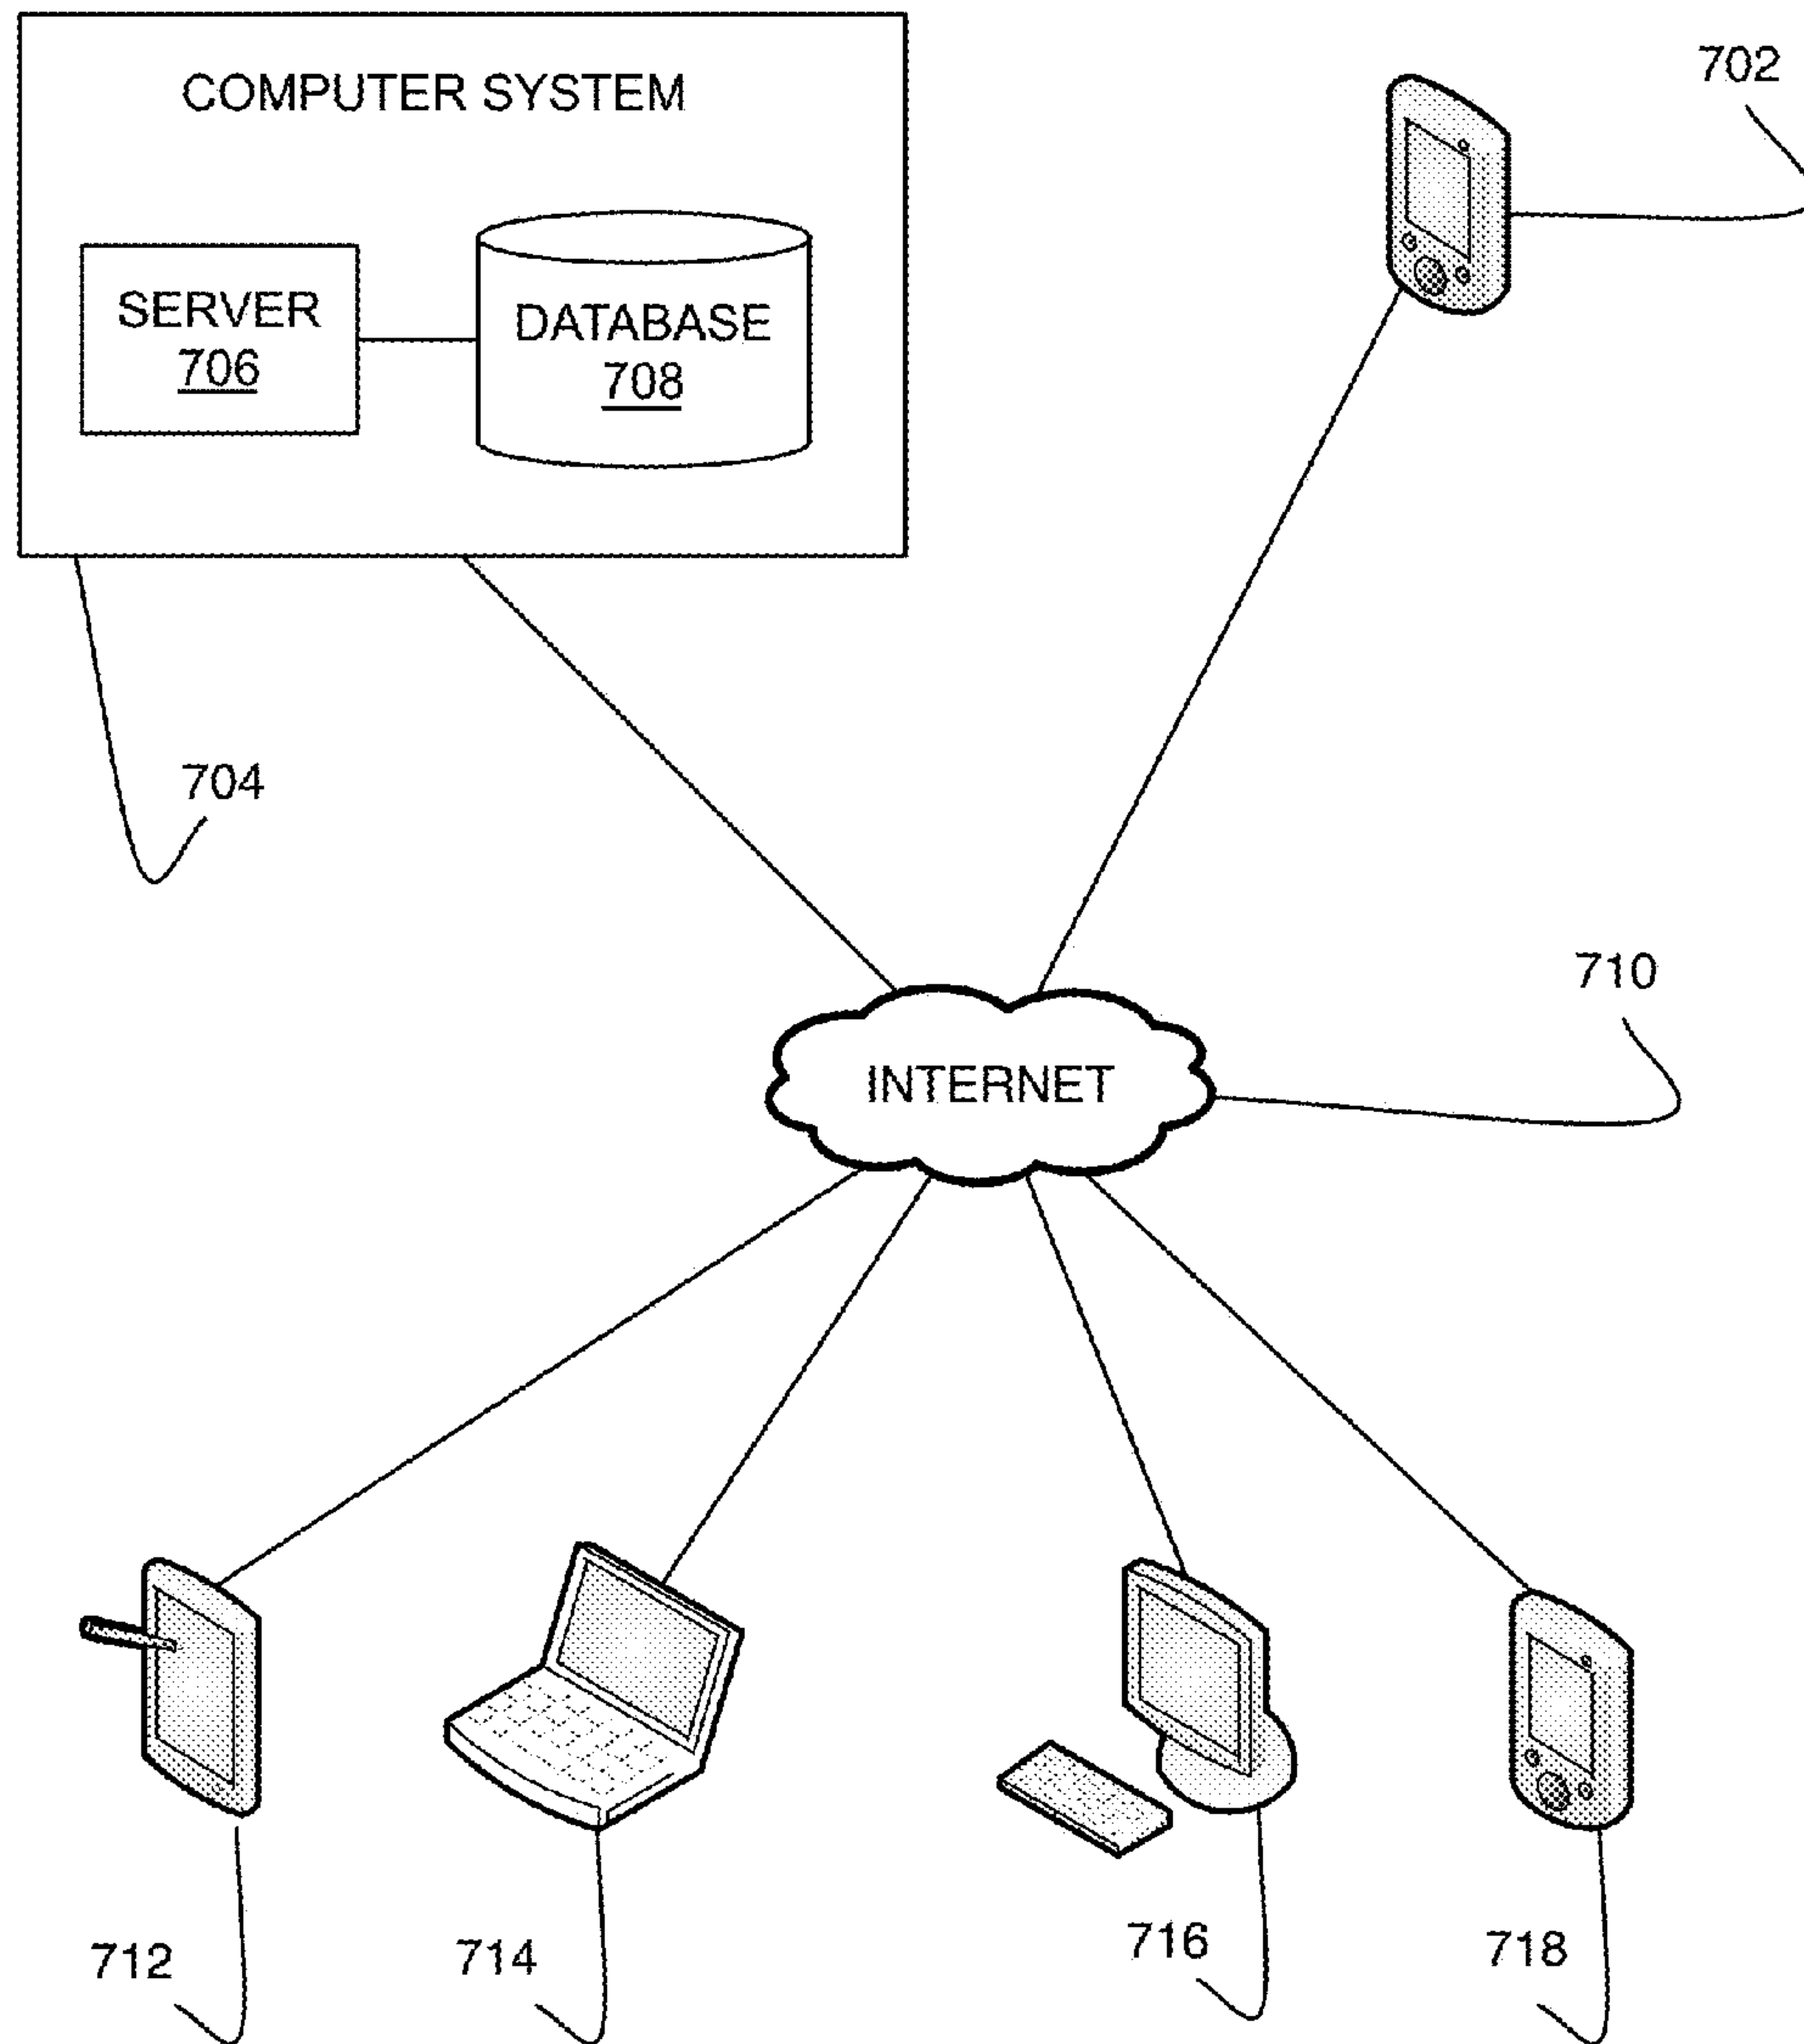 COMPUTER SYSTEM
702
SERVER
706
DATABASE
708
704
710
INTERNET
712
714
716
718